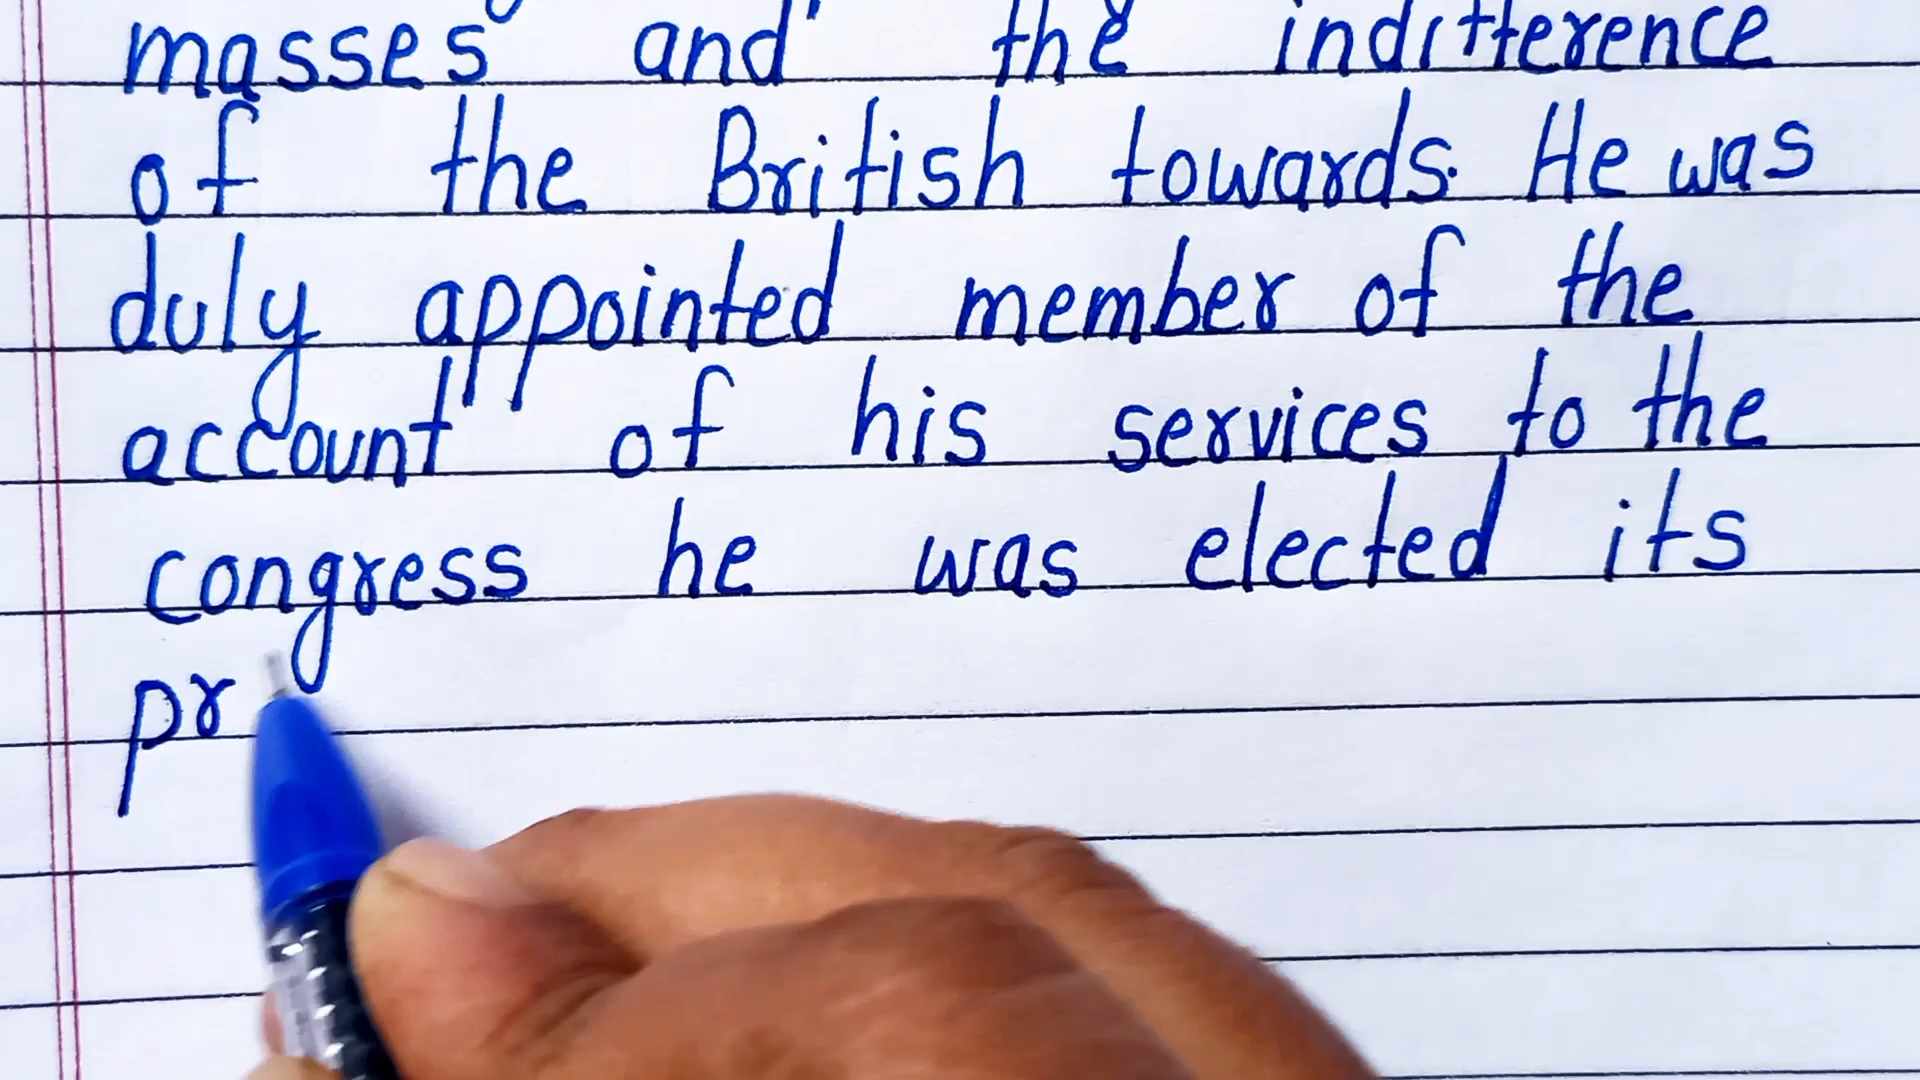 masses and the indifference
of the British towards. He was
duly appointed member of the
account of his services to the
congress he was elected its
pr